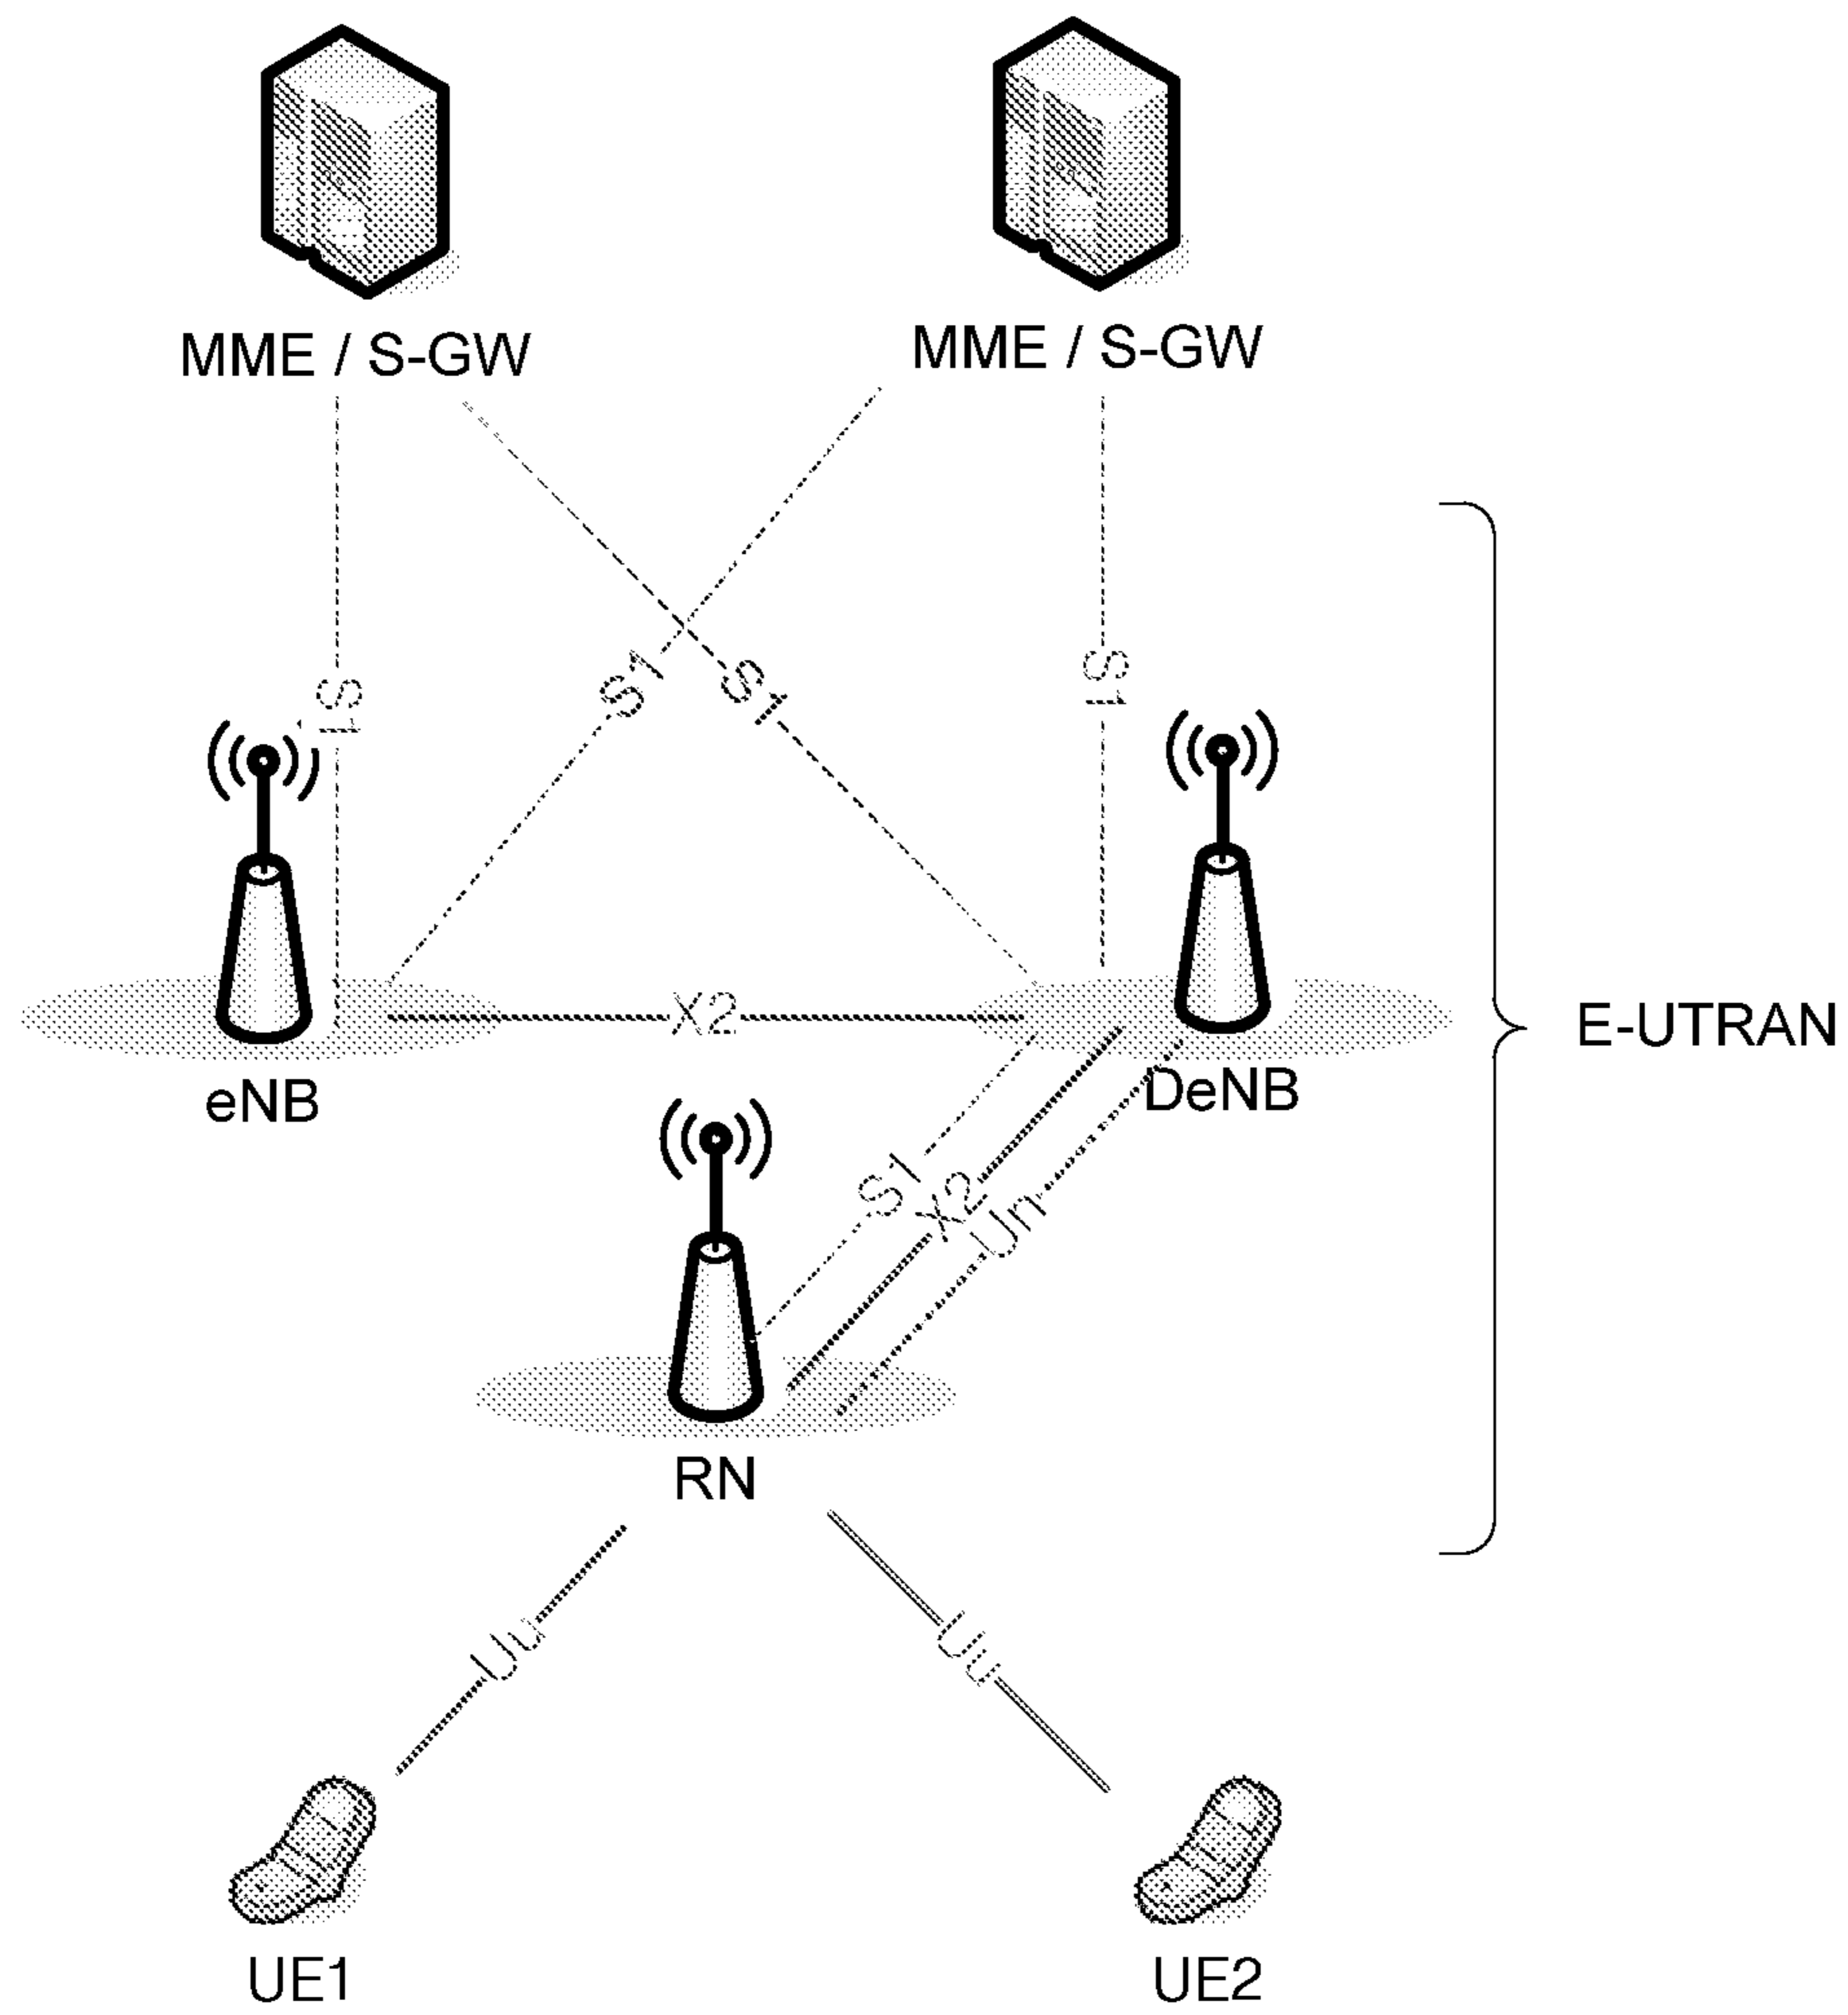 MME / S-GW
MME / S-GW
S1
S1
S1
S1
X2
E-UTRAN
eNB
DeNB
S1
X2
Un
RN
Uu
Uu
UE1
UE2